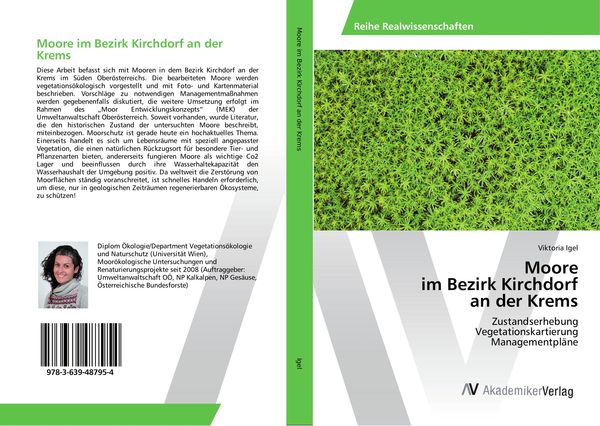 Moore im Bezirk Kirchdorf an der
Krems
Diese Arbeit befasst sich mit Mooren in dem Bezirk Kirchdorf an der
Krems im Süden Oberösterreichs. Die bearbeiteten Moore werden
vegetationsökologisch vorgestellt und mit Foto- und Kartenmaterial
beschrieben. Vorschläge zu notwendigen Managementmaßnahmen
werden gegebenenfalls diskutiert, die weitere Umsetzung erfolgt im
Rahmen des „Moor Entwicklungskonzepts“ (MEK) der
Umweltanwaltschaft Oberösterreich. Soweit vorhanden, wurde Literatur,
die den historischen Zustand der untersuchten Moore beschreibt,
miteinbezogen. Moorschutz ist gerade heute ein hochaktuelles Thema.
Einerseits handelt es sich um Lebensräume mit speziell angepasster
Vegetation, die einen natürlichen Rückzugsort für besondere Tier- und
Pflanzenarten bieten, andererseits fungieren Moore als wichtige Co2
Lager und beeinflussen durch ihre Wasserhaltekapazität den
Wasserhaushalt der Umgebung positiv. Da weltweit die Zerstörung von
Moorflächen ständig voranschreitet, ist schnelles Handeln erforderlich,
um diese, nur in geologischen Zeiträumen regenerierbaren Ökosysteme,
zu schützen!
Diplom Ökologie/Department Vegetationsökologie
und Naturschutz (Universität Wien),
Moorökologische Untersuchungen und
Renaturierungsprojekte seit 2008 (Auftraggeber:
Umweltanwaltschaft OÖ, NP Kalkalpen, NP Gesäuse,
Österreichische Bundesforste)
978-3-639-48795-4
Moore im Bezirk Kirchdorf an der Krems
Igel
Reihe Realwissenschaften
Viktoria Igel
Moore
im Bezirk Kirchdorf
an der Krems
Zustandserhebung
Vegetationskartierung
Managementpläne
AV AkademikerVerlag